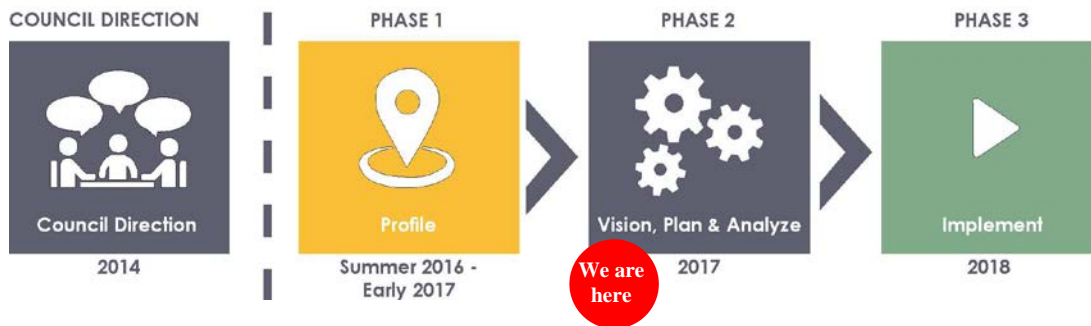 COUNCIL DIRECTION
Council Direction
2014
PHASE 1
Profile
Summer 2016 -
Early 2017
PHASE 2
Vision, Plan & Analyze
2017
We are
here
PHASE 3
Implement
2018